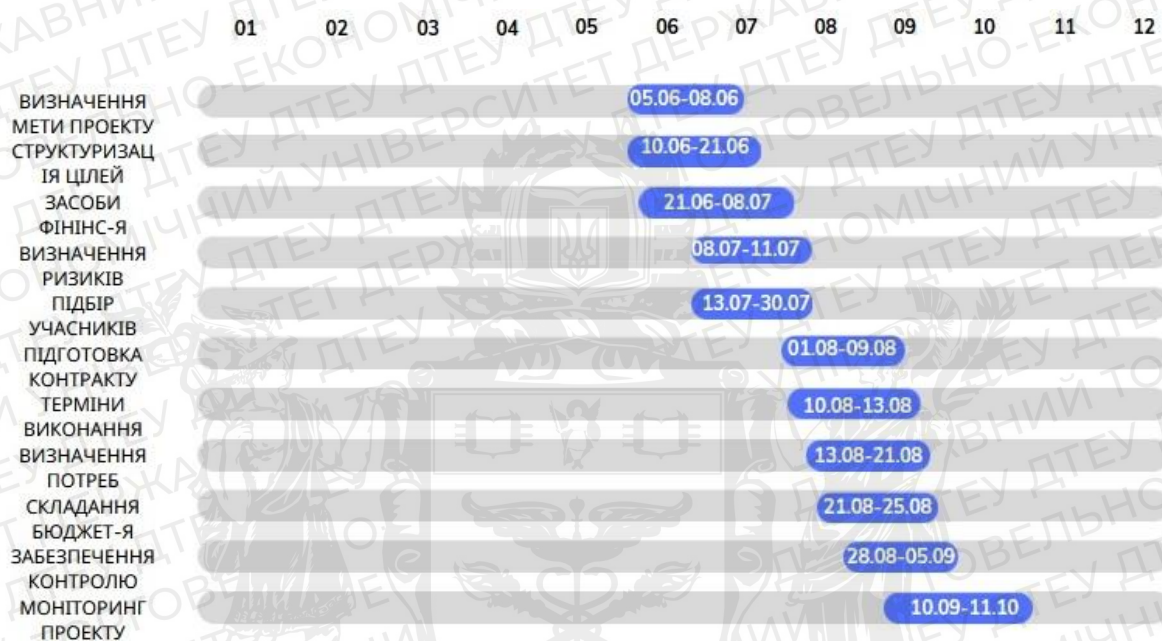 01 02 03 04 05 06 07 08 09 10 11 12
ВИЗНАЧЕННЯ
МЕТИ ПРОЕКТУ
05.06-08.06
СТРУКТУРИЗАЦ
ІЯ ЦІЛЕЙ
10.06-21.06
ЗАСОБИ
ФІНІНС-Я
21.06-08.07
ВИЗНАЧЕННЯ
РИЗИКІВ
08.07-11.07
ПІДБІР
УЧАСНИКІВ
13.07-30.07
ПІДГОТОВКА
КОНТРАКТУ
01.08-09.08
ТЕРМІНИ
ВИКОНАННЯ
10.08-13.08
ВИЗНАЧЕННЯ
ПОТРЕБ
13.08-21.08
СКЛАДАННЯ
БЮДЖЕТ-Я
21.08-25.08
ЗАБЕЗПЕЧЕННЯ
КОНТРОЛЮ
28.08-05.09
МОНІТОРИНГ
ПРОЕКТУ
10.09-11.10